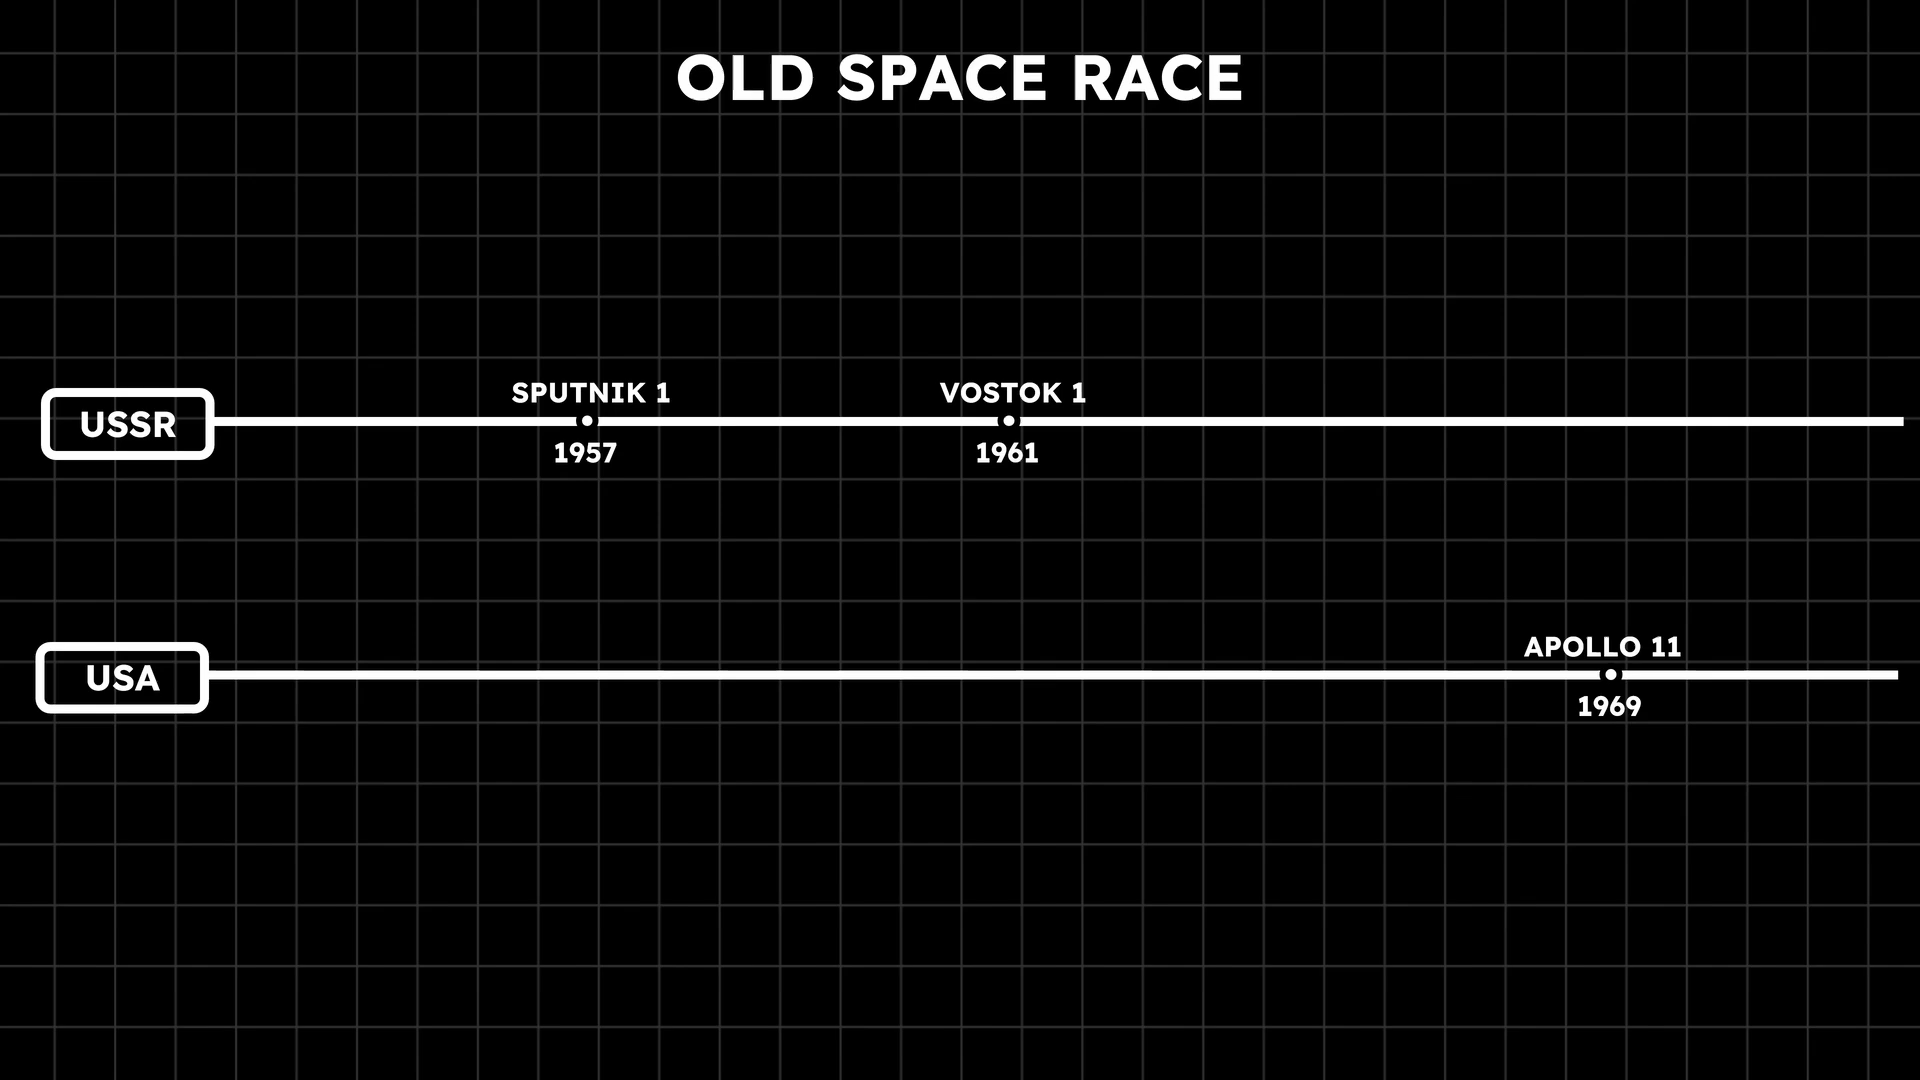 OLD SPACE RACE
USSR
SPUTNIK 1
1957
VOSTOK 1
1961
USA
APOLLO 11
1969